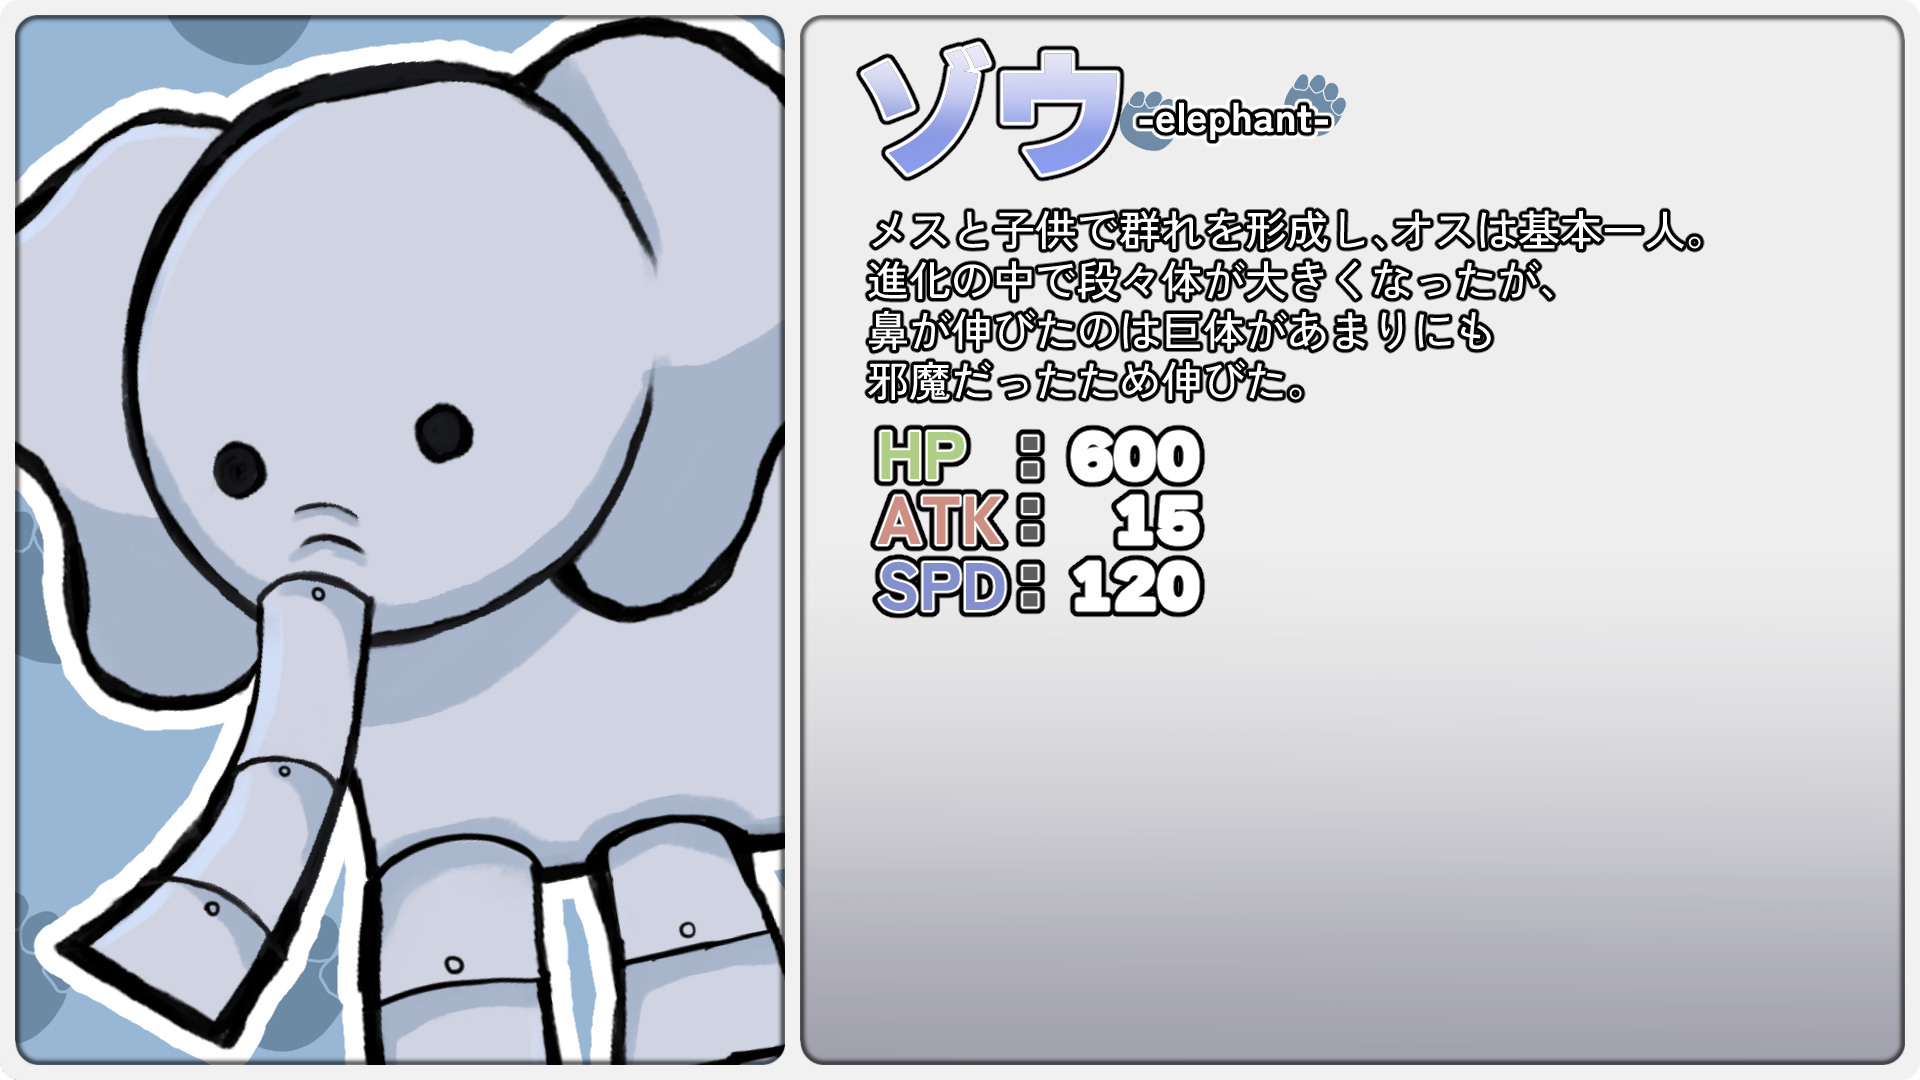 ゾウ -elephant-
メスと子供で群れを形成し、オスは基本一人。
進化の中で段々体が大きくなったが、
鼻が伸びたのは巨体があまりにも
邪魔だったため伸びた。
HP : 600
ATK : 15
SPD : 120